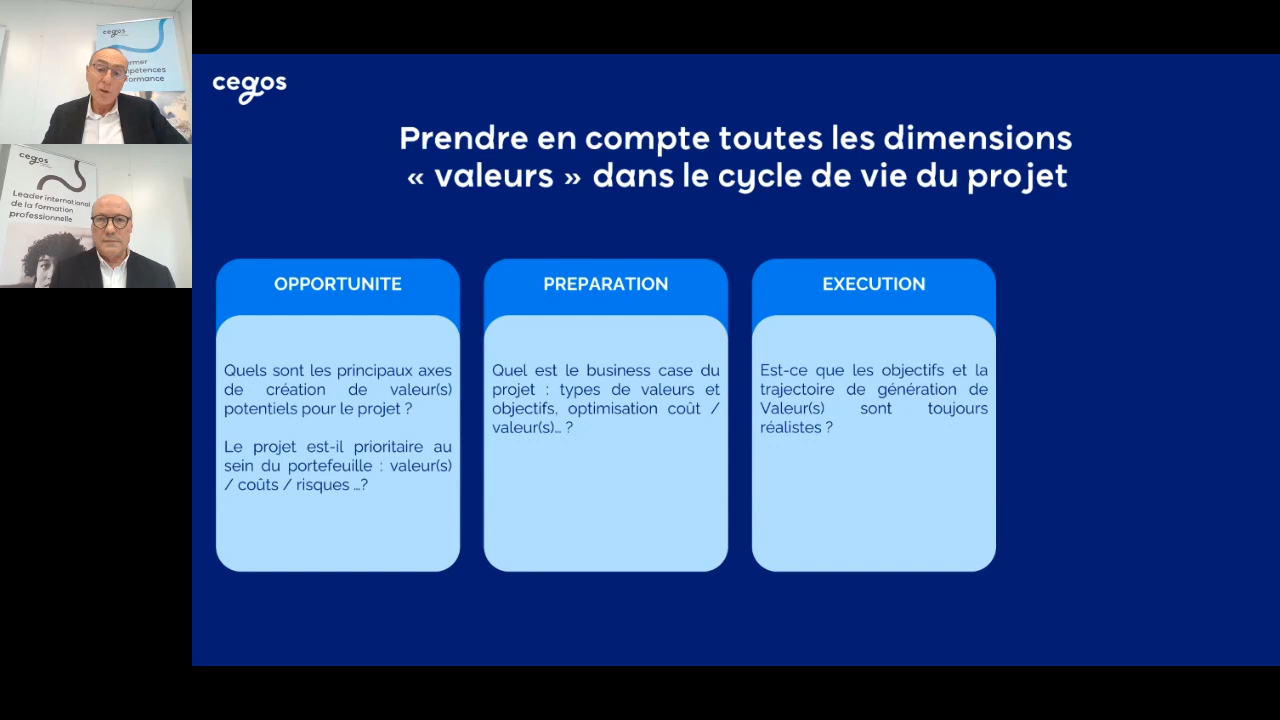 cegos
mer
pétences
formance
cegos
Leader international
de la formation
professionnelle
cegos
Prendre en compte toutes les dimensions
« valeurs » dans le cycle de vie du projet
OPPORTUNITE
Quels sont les principaux axes
de création de valeur(s)
potentiels pour le projet ?
Le projet est-il prioritaire au
sein du portefeuille : valeur(s)
/ coûts / risques ...?
PREPARATION
Quel est le business case du
projet : types de valeurs et
objectifs, optimisation coût /
valeur(s)... ?
EXECUTION
Est-ce que les objectifs et la
trajectoire de génération de
Valeur(s) sont toujours
réalistes ?